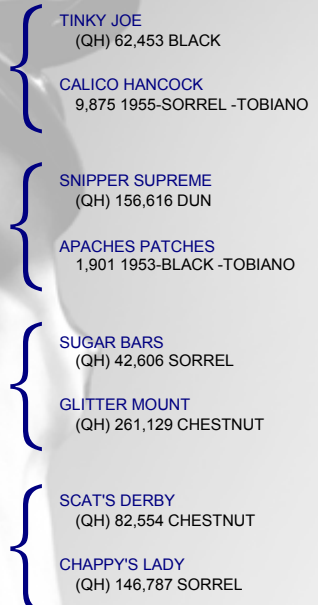 TINKY JOE
(QH) 62,453 BLACK
CALICO HANCOCK
9,875 1955-SORREL -TOBIANO
SNIPPER SUPREME
(QH) 156,616 DUN
APACHES PATCHES
1,901 1953-BLACK -TOBIANO
SUGAR BARS
(QH) 42,606 SORREL
GLITTER MOUNT
(QH) 261,129 CHESTNUT
SCAT'S DERBY
(QH) 82,554 CHESTNUT
CHAPPY'S LADY
(QH) 146,787 SORREL